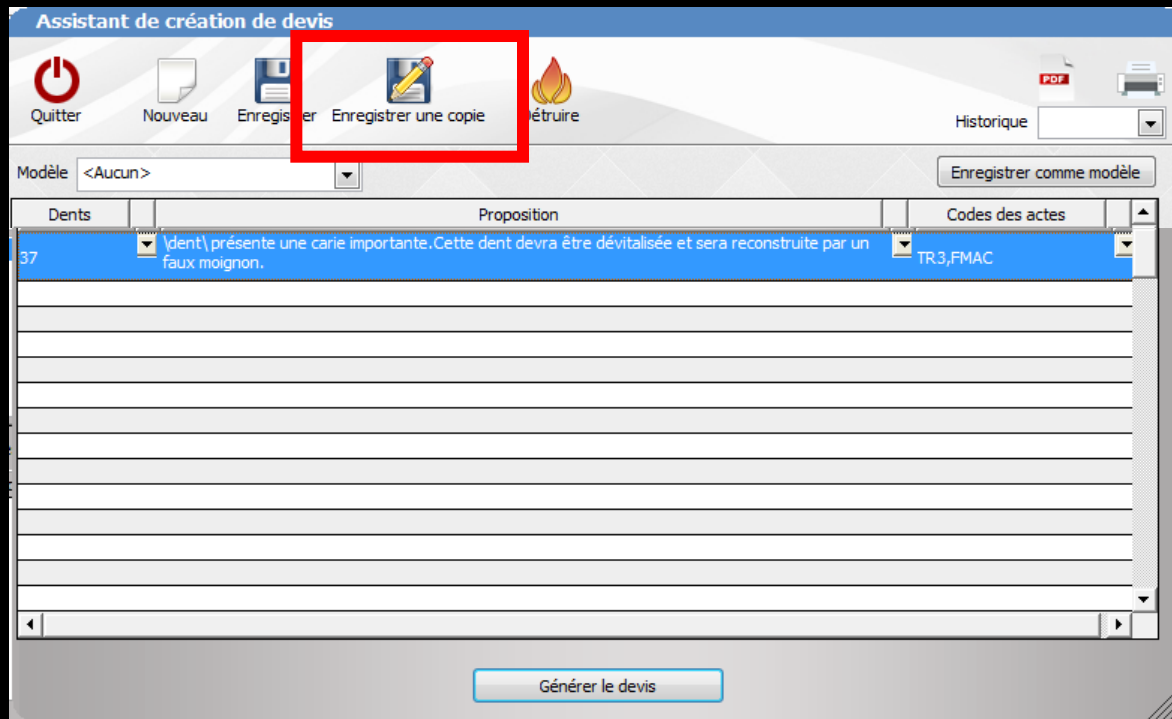 Assistant de création de devis
PDF
Quitter Nouveau Enregistrer Enregistrer une copie Détruire
Historique
Modèle <Aucun> Enregistrer comme modèle
Dents Proposition Codes des actes
37 \dent\ présente une carie importante.Cette dent devra être dévitalisée et sera reconstruite par un
faux moignon. TR3,FMAC
Générer le devis